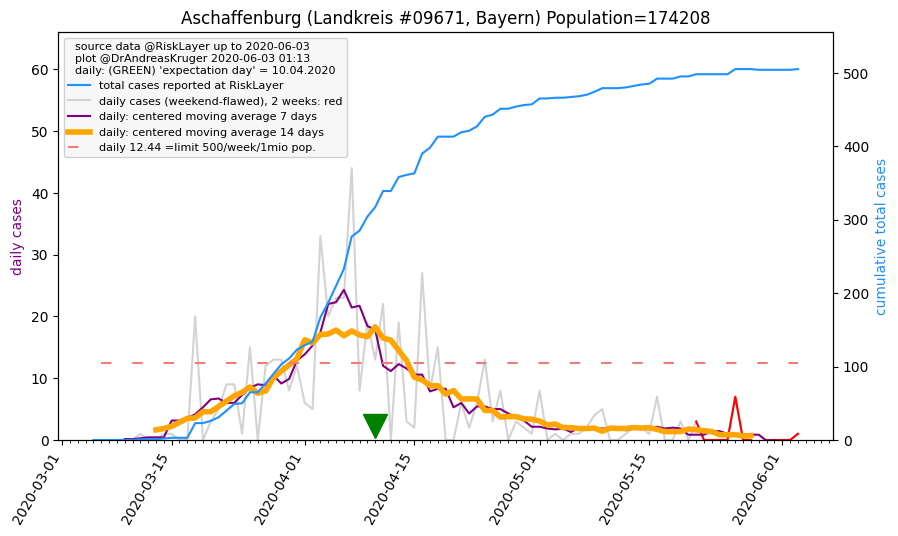 Aschaffenburg (Landkreis #09671, Bayern) Population=174208
source data @RiskLayer up to 2020-06-03
plot @DrAndreasKruger 2020-06-03 01:13
daily: (GREEN) 'expectation day' = 10.04.2020
total cases reported at RiskLayer
daily cases (weekend-flawed), 2 weeks: red
daily: centered moving average 7 days
daily: centered moving average 14 days
daily 12.44 =limit 500/week/1mio pop.
daily cases
60
50
40
30
20
10
0
cumulative total cases
500
400
300
200
100
0
2020-03-01
2020-03-15
2020-04-01
2020-04-15
2020-05-01
2020-05-15
2020-06-01